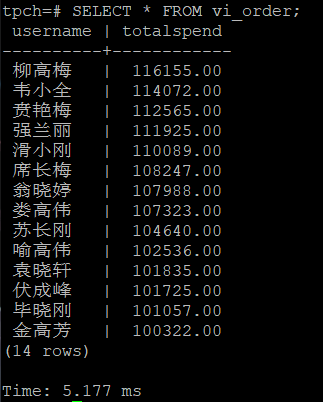 tpch=# SELECT * FROM vi_order;
 username | totalspend
----------+------------
 柳高梅   |  116155.00
 韦小全   |  114072.00
 贲艳梅   |  112565.00
 强兰丽   |  111925.00
 滑小刚   |  110089.00
 席长梅   |  108247.00
 翁晓婷   |  107988.00
 娄高伟   |  107323.00
 苏长刚   |  104640.00
 喻高伟   |  102536.00
 袁晓轩   |  101835.00
 伏成峰   |  101725.00
 毕晓刚   |  101057.00
 金高芳   |  100322.00
(14 rows)
Time: 5.177 ms